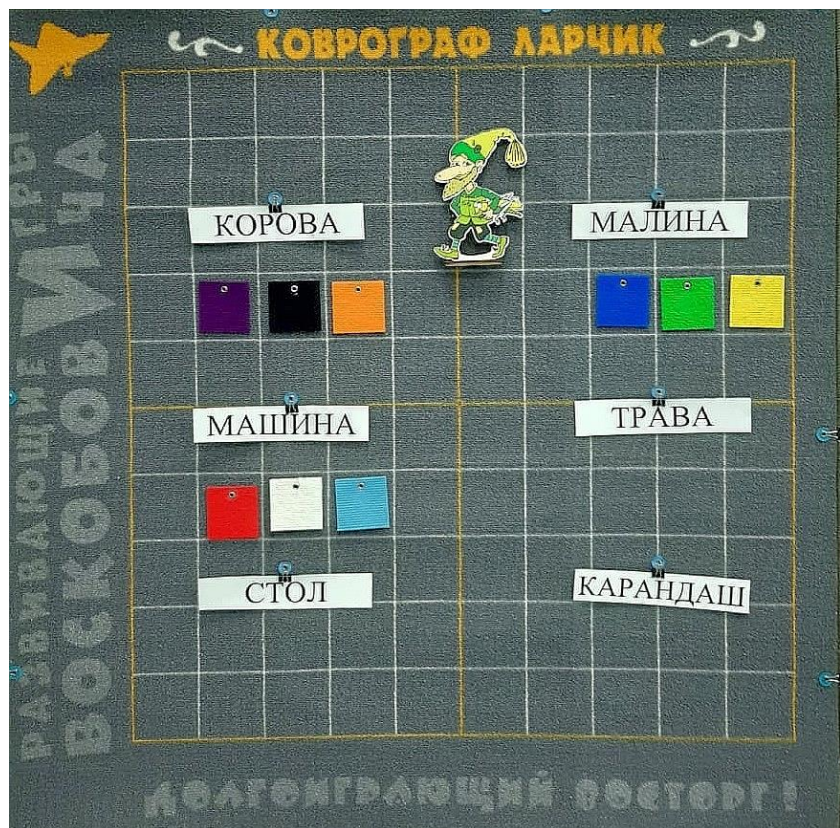 КОВРОГРАФ ЛАРЧИК
РАЗВИВАЮЩИЕ ИГРЫ
ВОСКОБОВИЧА
КОРОВА
МАЛИНА
МАШИНА
ТРАВА
СТОЛ
КАРАНДАШ
ДОЛГОИГРАЮЩИЙ ВОСТОРГ!